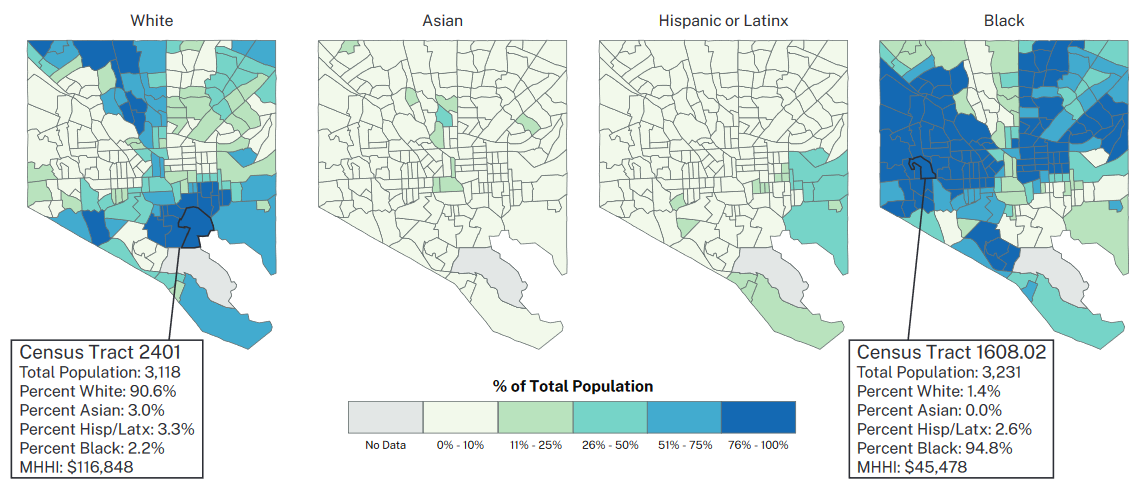 White
Asian
Hispanic or Latinx
Black
Census Tract 2401
Total Population: 3,118
Percent White: 90.6%
Percent Asian: 3.0%
Percent Hisp/Latx: 3.3%
Percent Black: 2.2%
MHHI: $116,848
% of Total Population
No Data
0% - 10%
11% - 25%
26% - 50%
51% - 75%
76% - 100%
Census Tract 1608.02
Total Population: 3,231
Percent White: 1.4%
Percent Asian: 0.0%
Percent Hisp/Latx: 2.6%
Percent Black: 94.8%
MHHI: $45,478